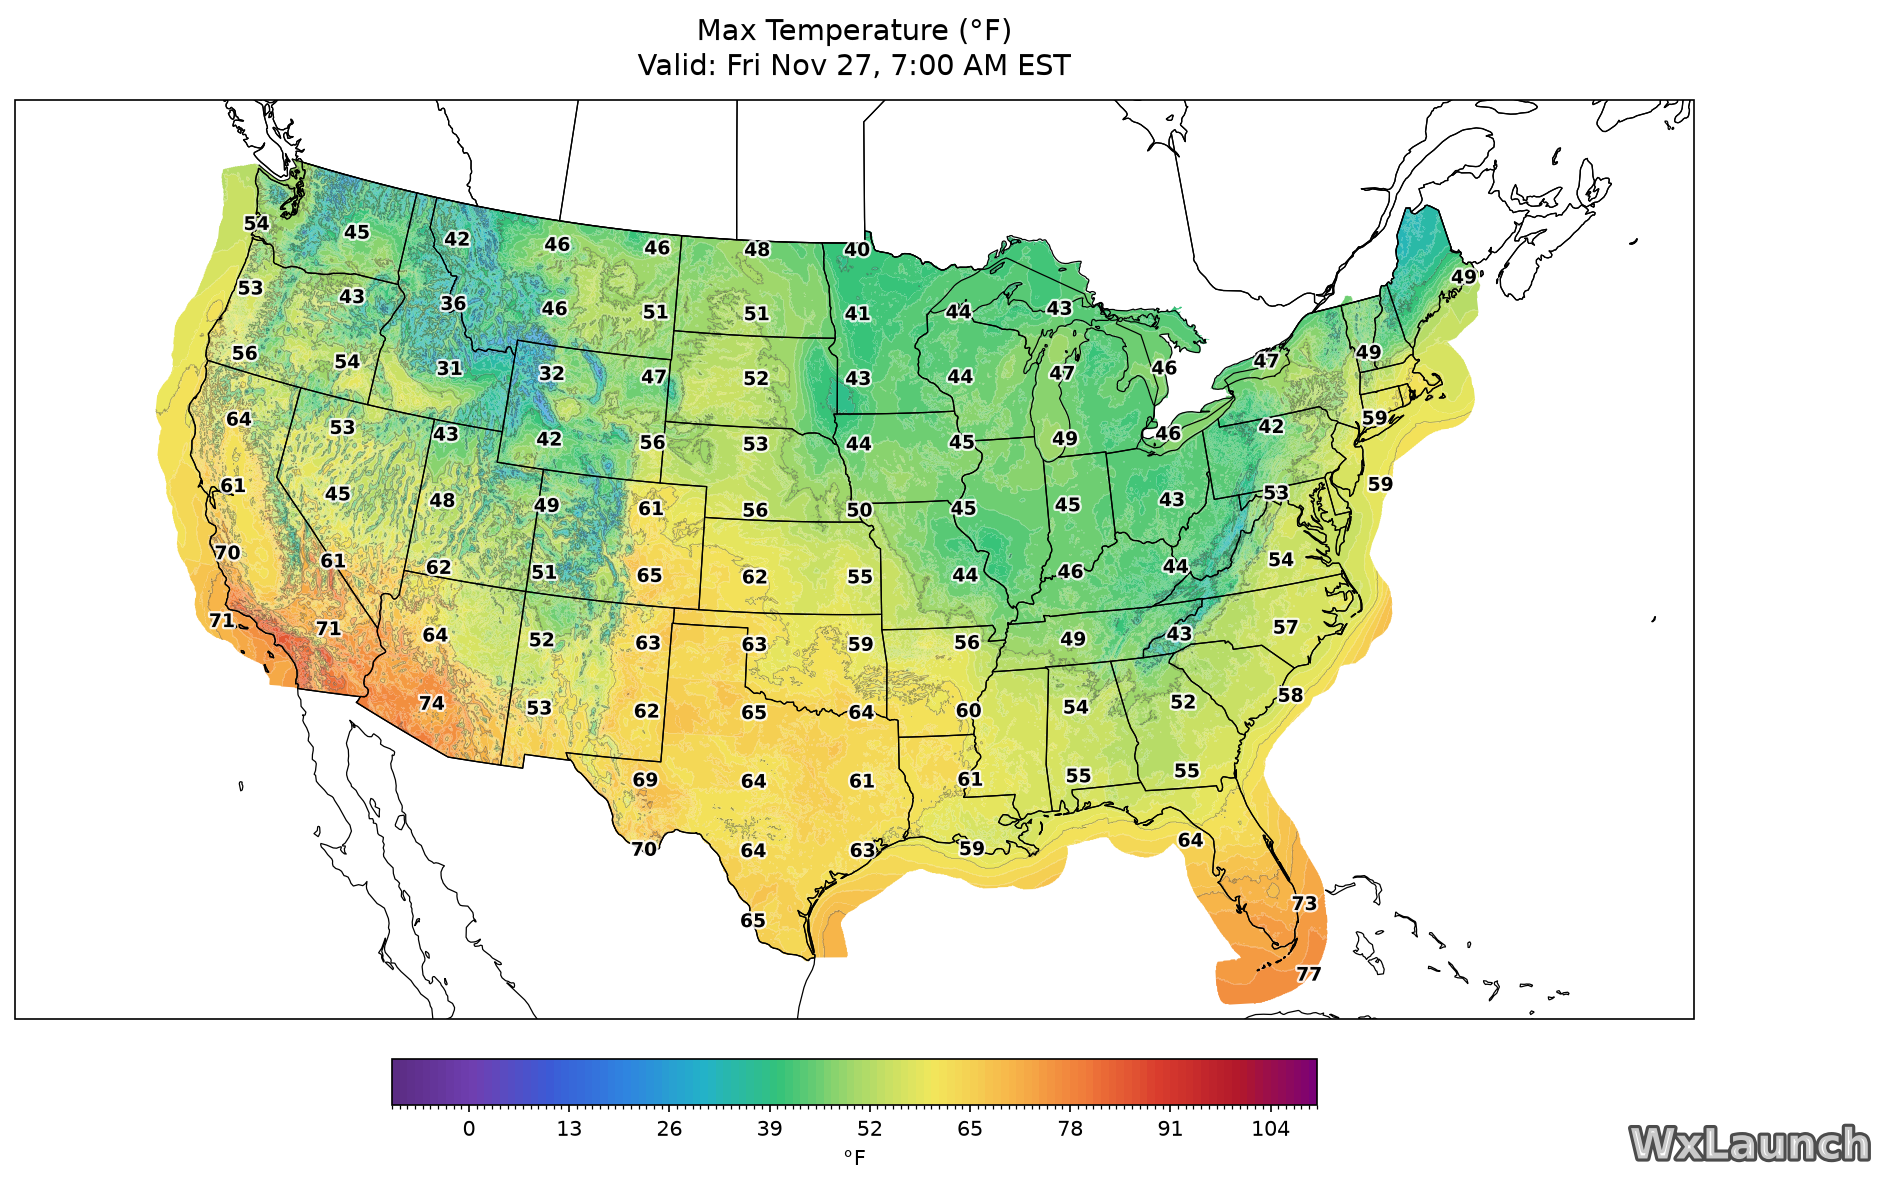 Max Temperature (°F)
Valid: Fri Nov 27, 7:00 AM EST
54 45 42 46 46 48 40
53 43 36 46 51 51 41 44 43 49
56 54 31 32 47 52 43 44 47 46 47 49
64 53 43 42 56 53 44 45 49 46 42 59
61 45 48 49 61 56 50 45 45 43 53 59
70 61 62 51 65 62 55 44 46 44 54
71 71 64 52 63 63 59 56 49 43 57
74 53 62 65 64 60 54 52 58
69 64 61 61 55 55
70 64 63 59 64
65 73
77
0 13 26 39 52 65 78 91 104
°F
WxLaunch